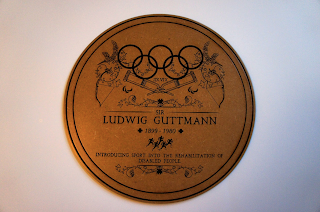 SIR
LUDWIG GUTTMANN
1899 - 1980
INTRODUCING SPORT INTO THE REHABILITATION OF
DISABLED PEOPLE